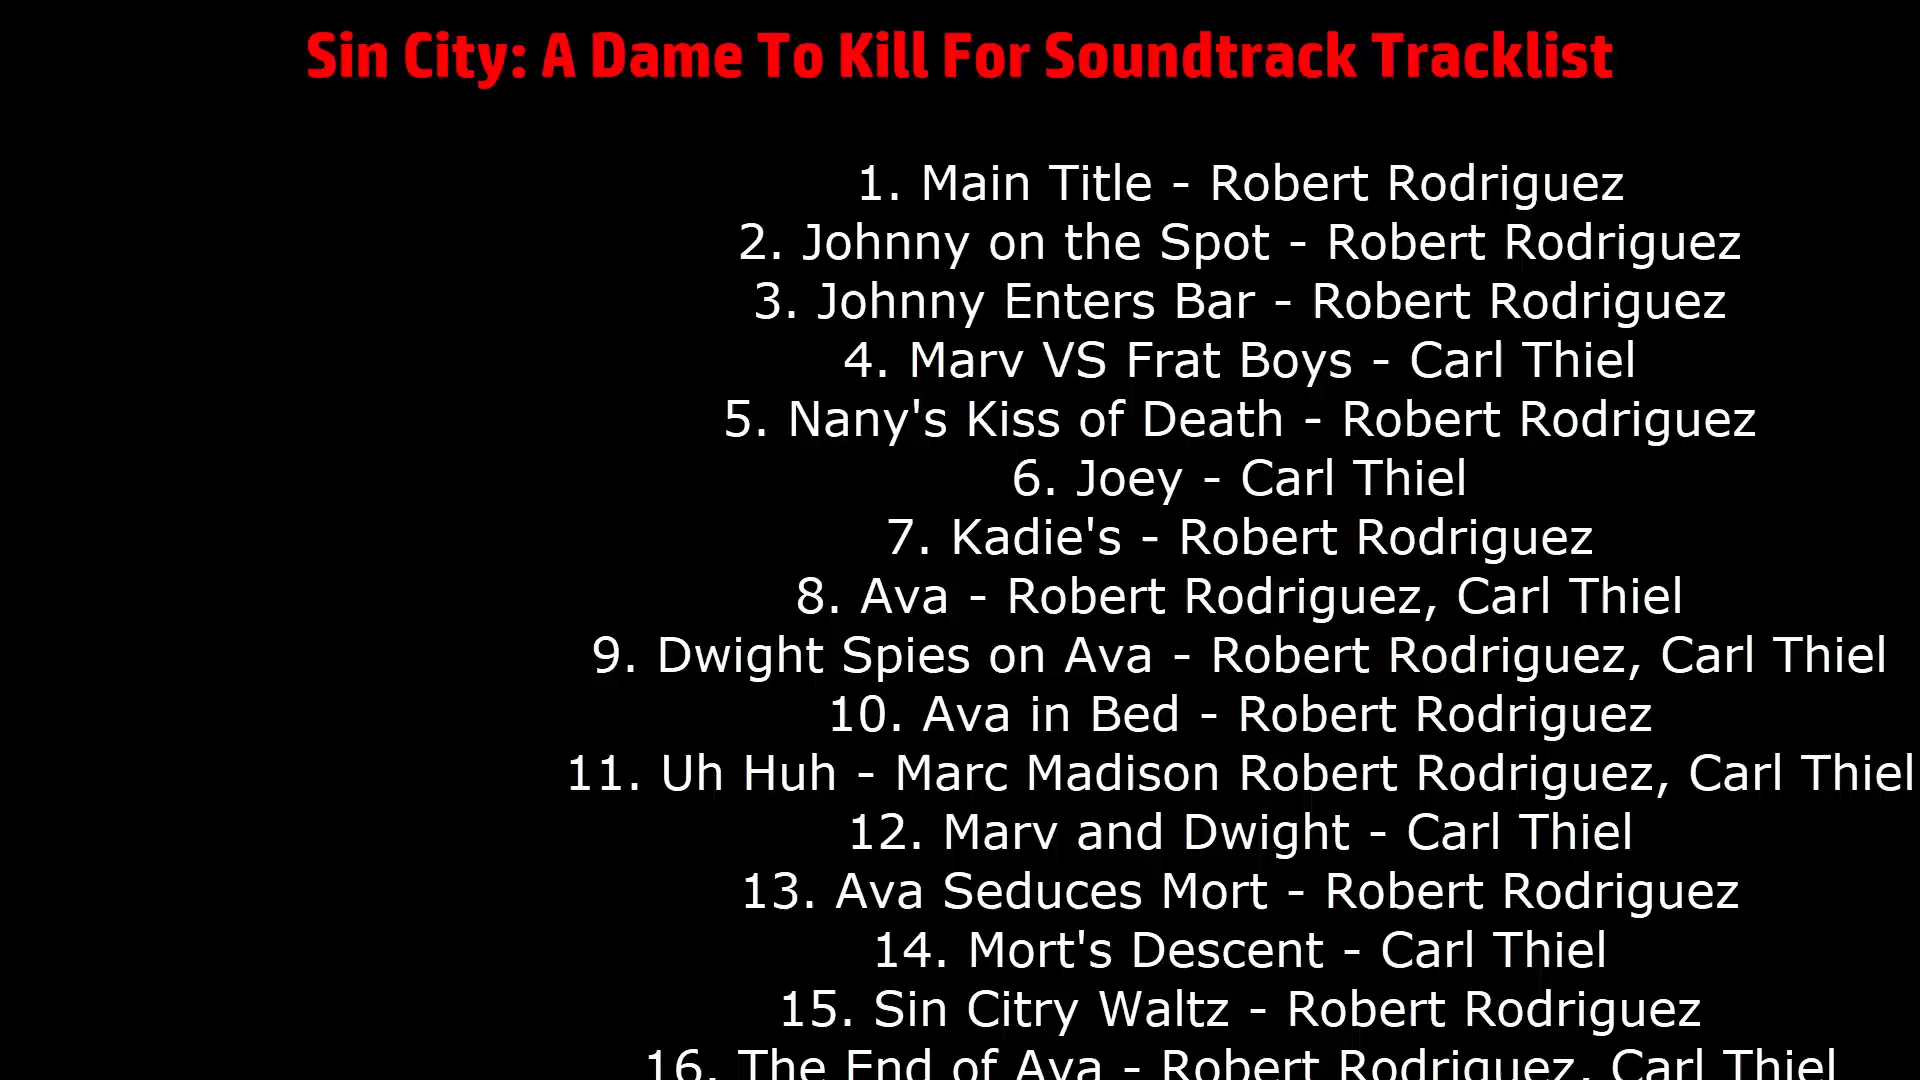 Sin City: A Dame To Kill For Soundtrack Tracklist
1. Main Title - Robert Rodriguez
2. Johnny on the Spot - Robert Rodriguez
3. Johnny Enters Bar - Robert Rodriguez
4. Marv VS Frat Boys - Carl Thiel
5. Nany's Kiss of Death - Robert Rodriguez
6. Joey - Carl Thiel
7. Kadie's - Robert Rodriguez
8. Ava - Robert Rodriguez, Carl Thiel
9. Dwight Spies on Ava - Robert Rodriguez, Carl Thiel
10. Ava in Bed - Robert Rodriguez
11. Uh Huh - Marc Madison Robert Rodriguez, Carl Thiel
12. Marv and Dwight - Carl Thiel
13. Ava Seduces Mort - Robert Rodriguez
14. Mort's Descent - Carl Thiel
15. Sin Citry Waltz - Robert Rodriguez
16. The End of Ava - Robert Rodriguez, Carl Thiel